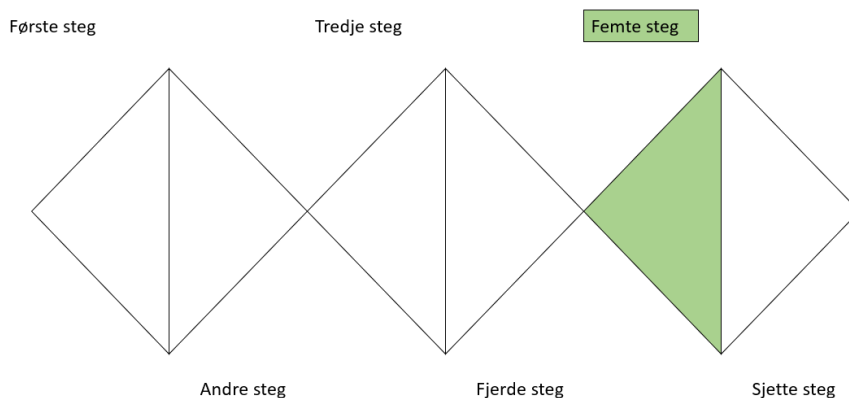 Første steg
Tredje steg
Femte steg
Andre steg
Fjerde steg
Sjette steg